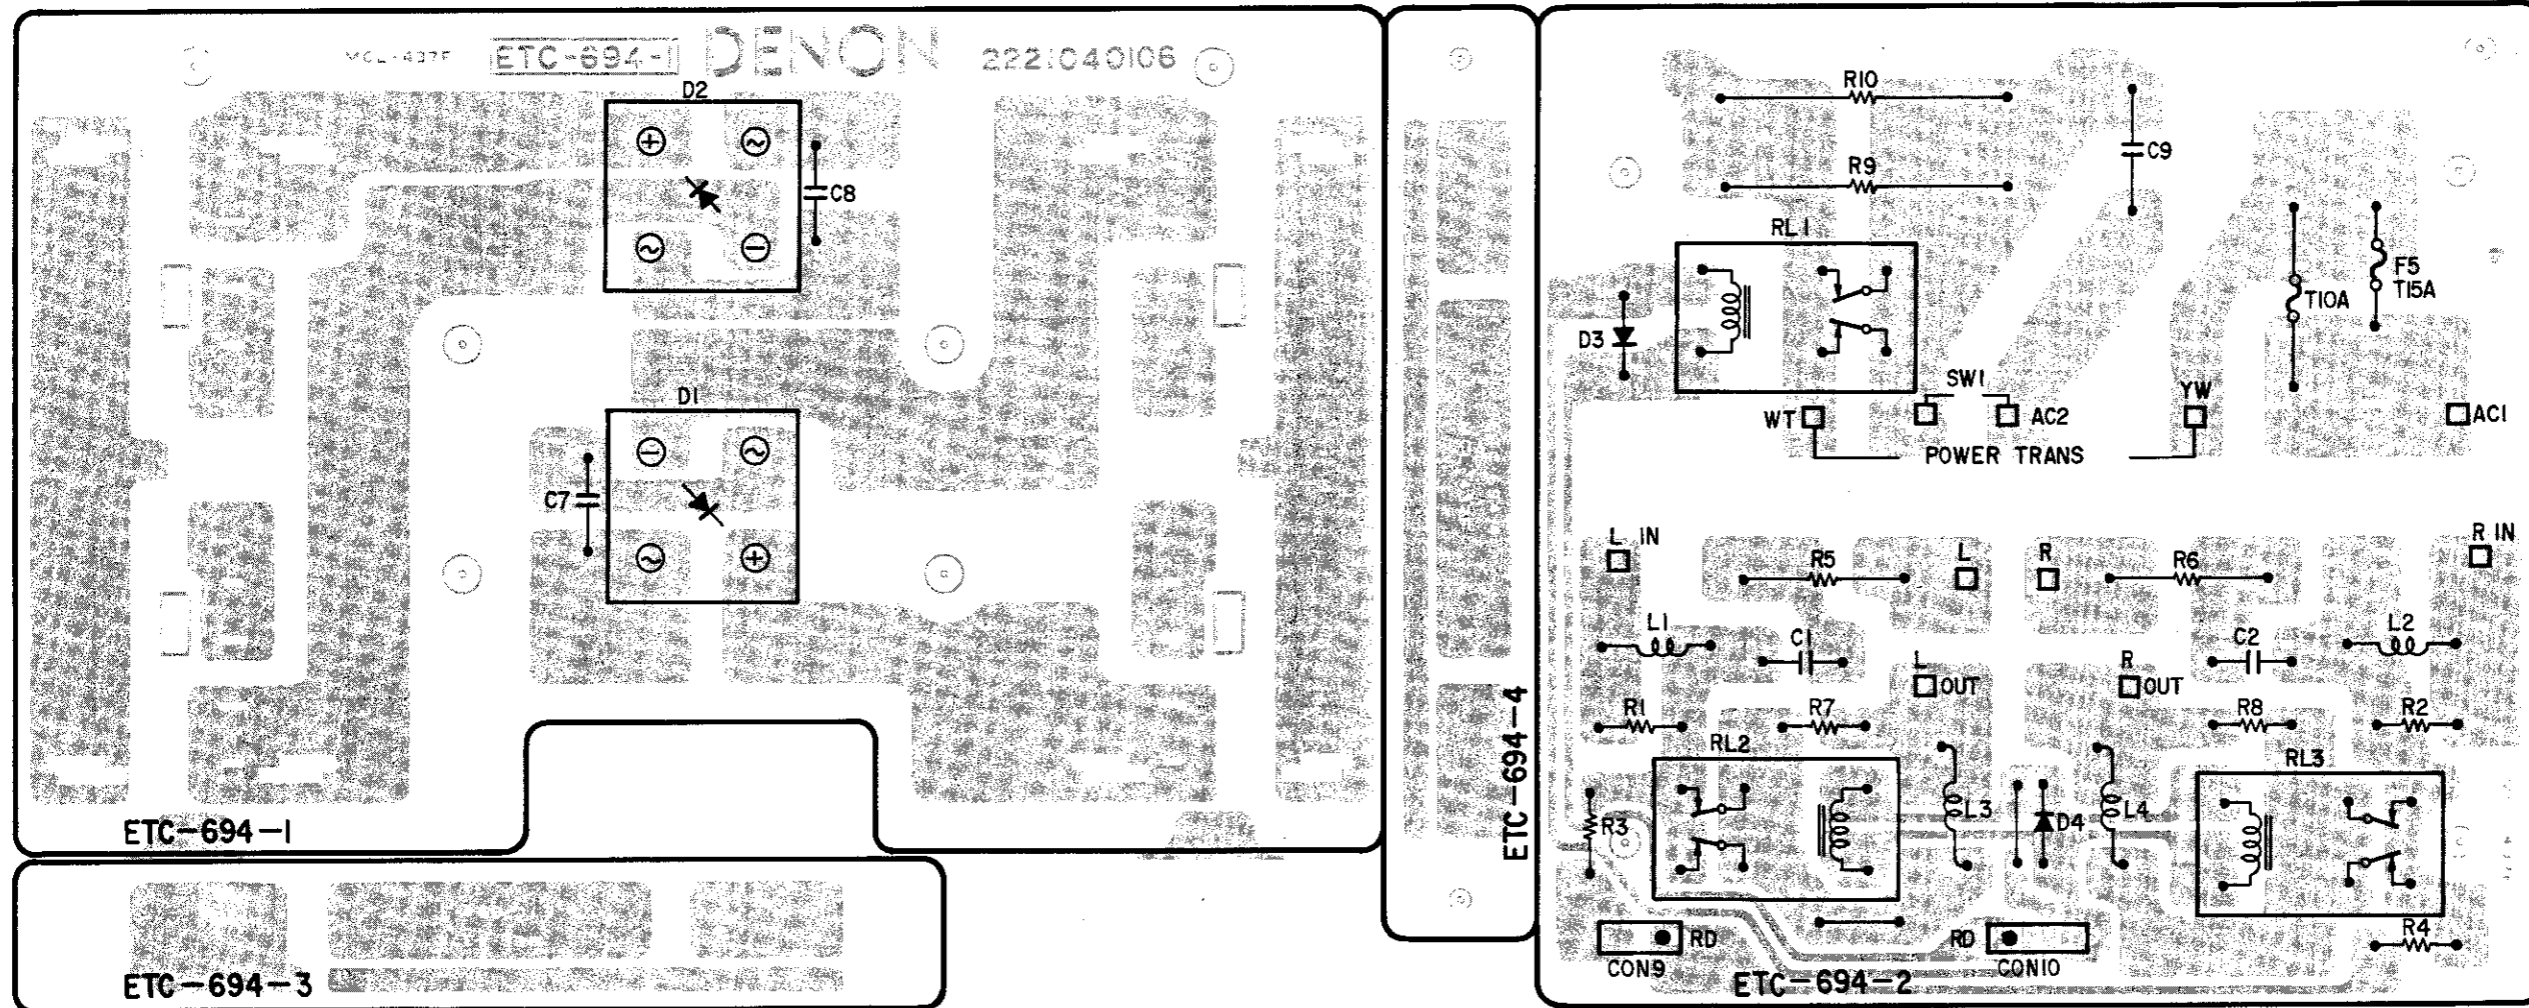 MCL-437F ETC-694-1 DENON 222:040106
D2
C8
D1
C7
ETC-694-1
ETC-694-3
ETC-694-4
R10
C9
R9
RL1
F5
T15A
T10A
D3
SW1
YW
WT
AC2
AC1
POWER TRANS
L IN
R5
L
R
R6
R IN
L1
C1
C2
L2
L
OUT
R
OUT
R1
R7
R8
R2
RL2
RL3
R3
L3
D4
L4
RD
RD
R4
CON9
CON10
ETC-694-2